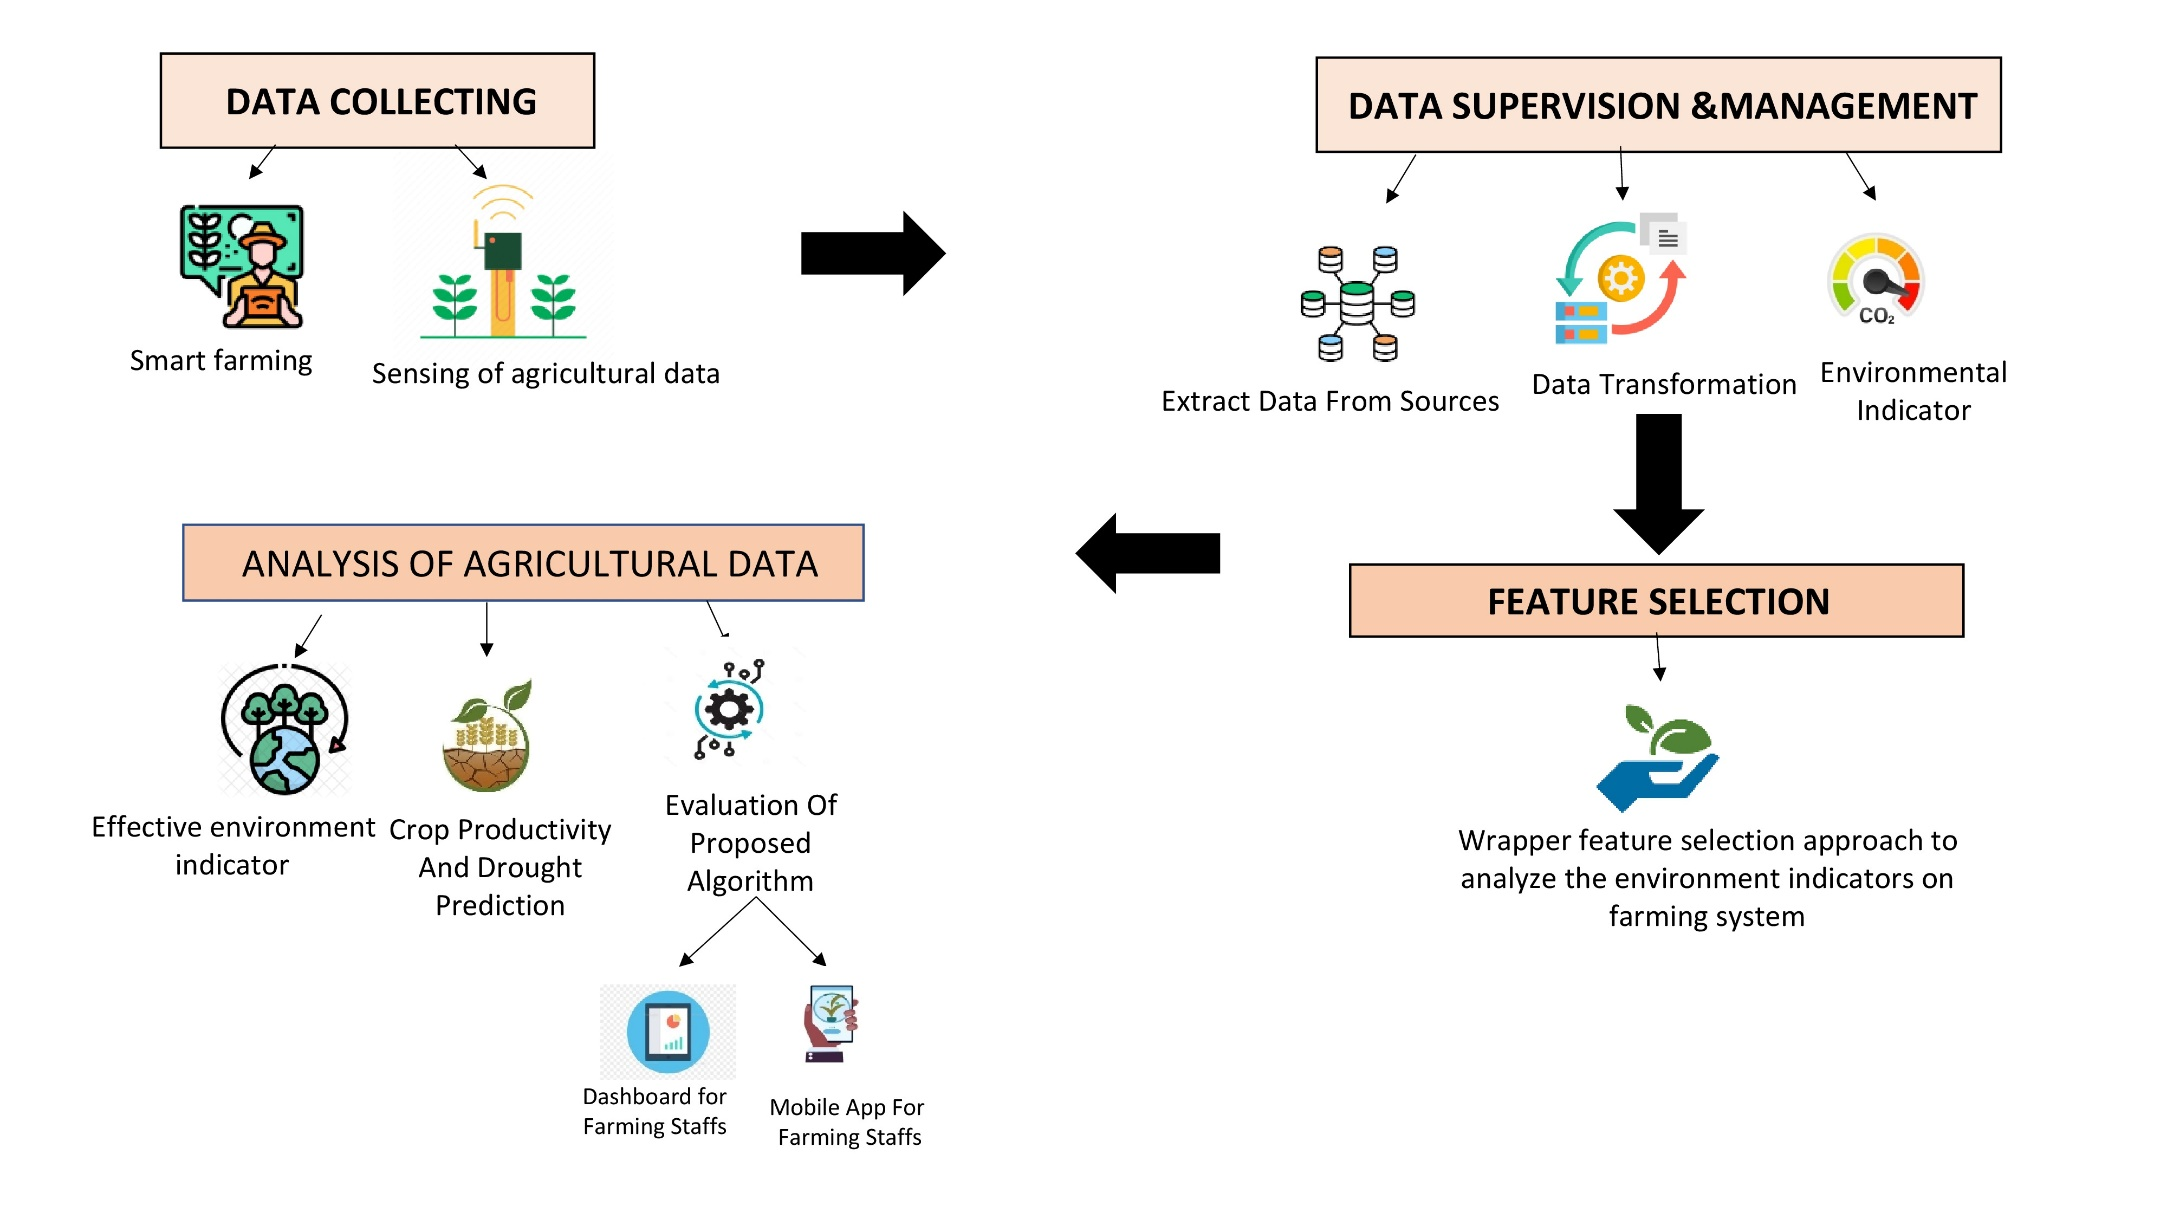 DATA COLLECTING
Smart farming
Sensing of agricultural data
DATA SUPERVISION &MANAGEMENT
Extract Data From Sources
Data Transformation
CO₂
Environmental
Indicator
FEATURE SELECTION
Wrapper feature selection approach to
analyze the environment indicators on
farming system
ANALYSIS OF AGRICULTURAL DATA
Effective environment
indicator
Crop Productivity
And Drought
Prediction
Evaluation Of
Proposed
Algorithm
Dashboard for
Farming Staffs
Mobile App For
Farming Staffs